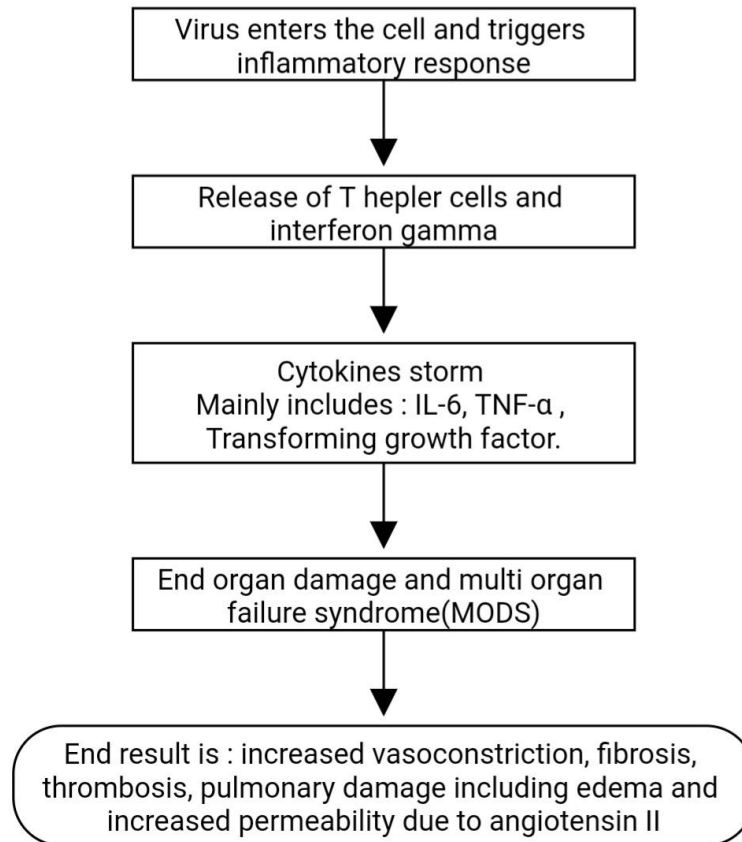 Virus enters the cell and triggers
inflammatory response
Release of T hepler cells and
interferon gamma
Cytokines storm
Mainly includes : IL-6, TNF-α ,
Transforming growth factor.
End organ damage and multi organ
failure syndrome(MODS)
End result is : increased vasoconstriction, fibrosis,
thrombosis, pulmonary damage including edema and
increased permeability due to angiotensin II